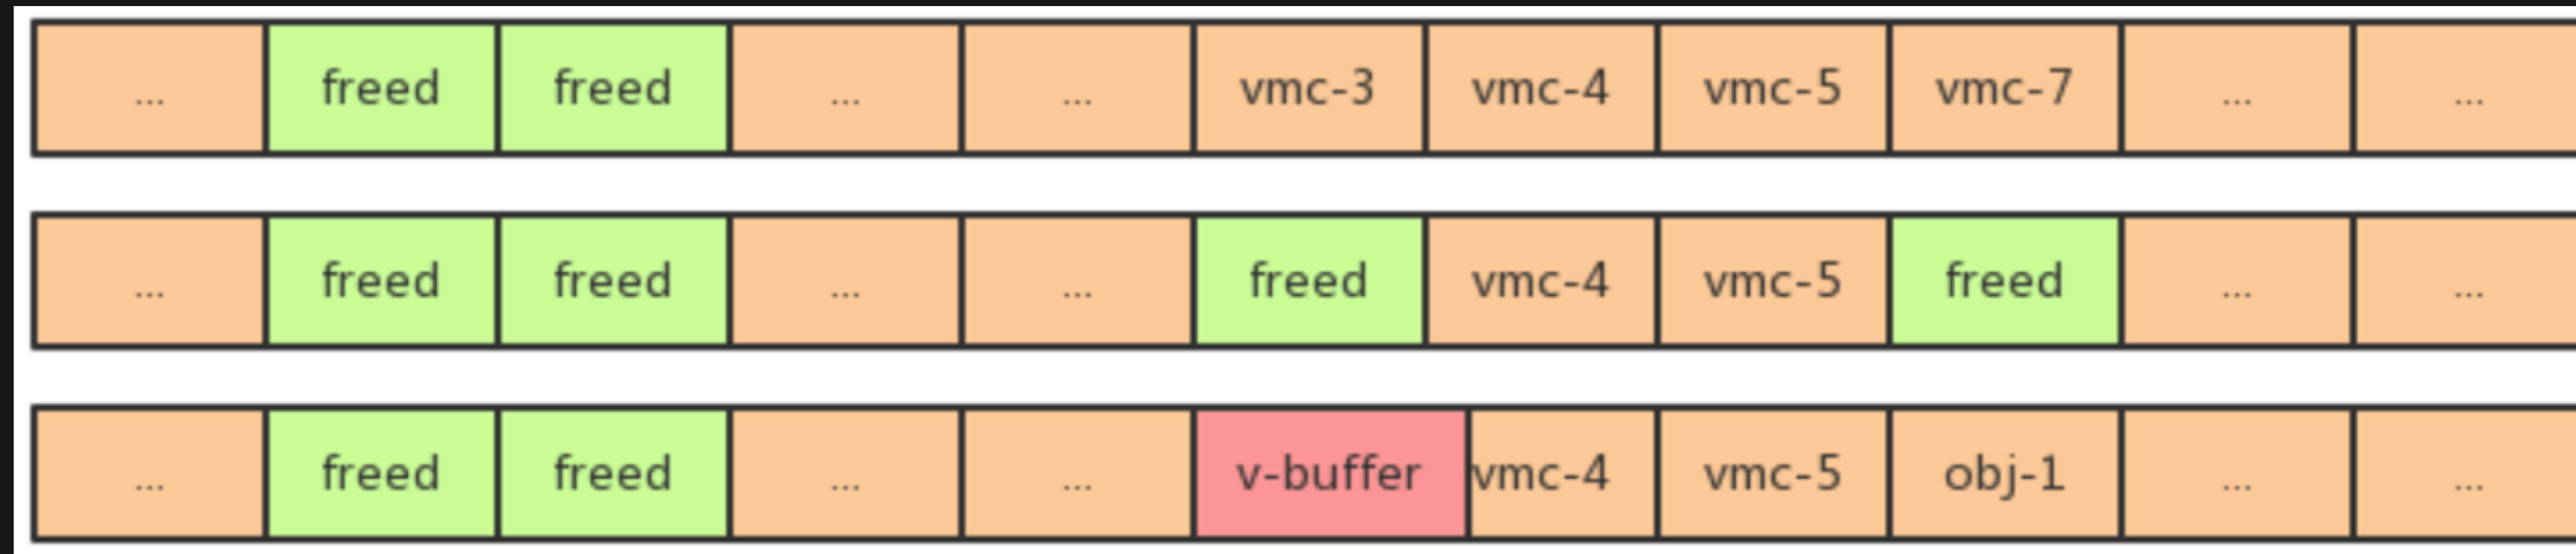 ... freed freed ... ... vmc-3 vmc-4 vmc-5 vmc-7 ... ...
... freed freed ... ... freed vmc-4 vmc-5 freed ... ...
... freed freed ... ... v-buffer vmc-4 vmc-5 obj-1 ... ...